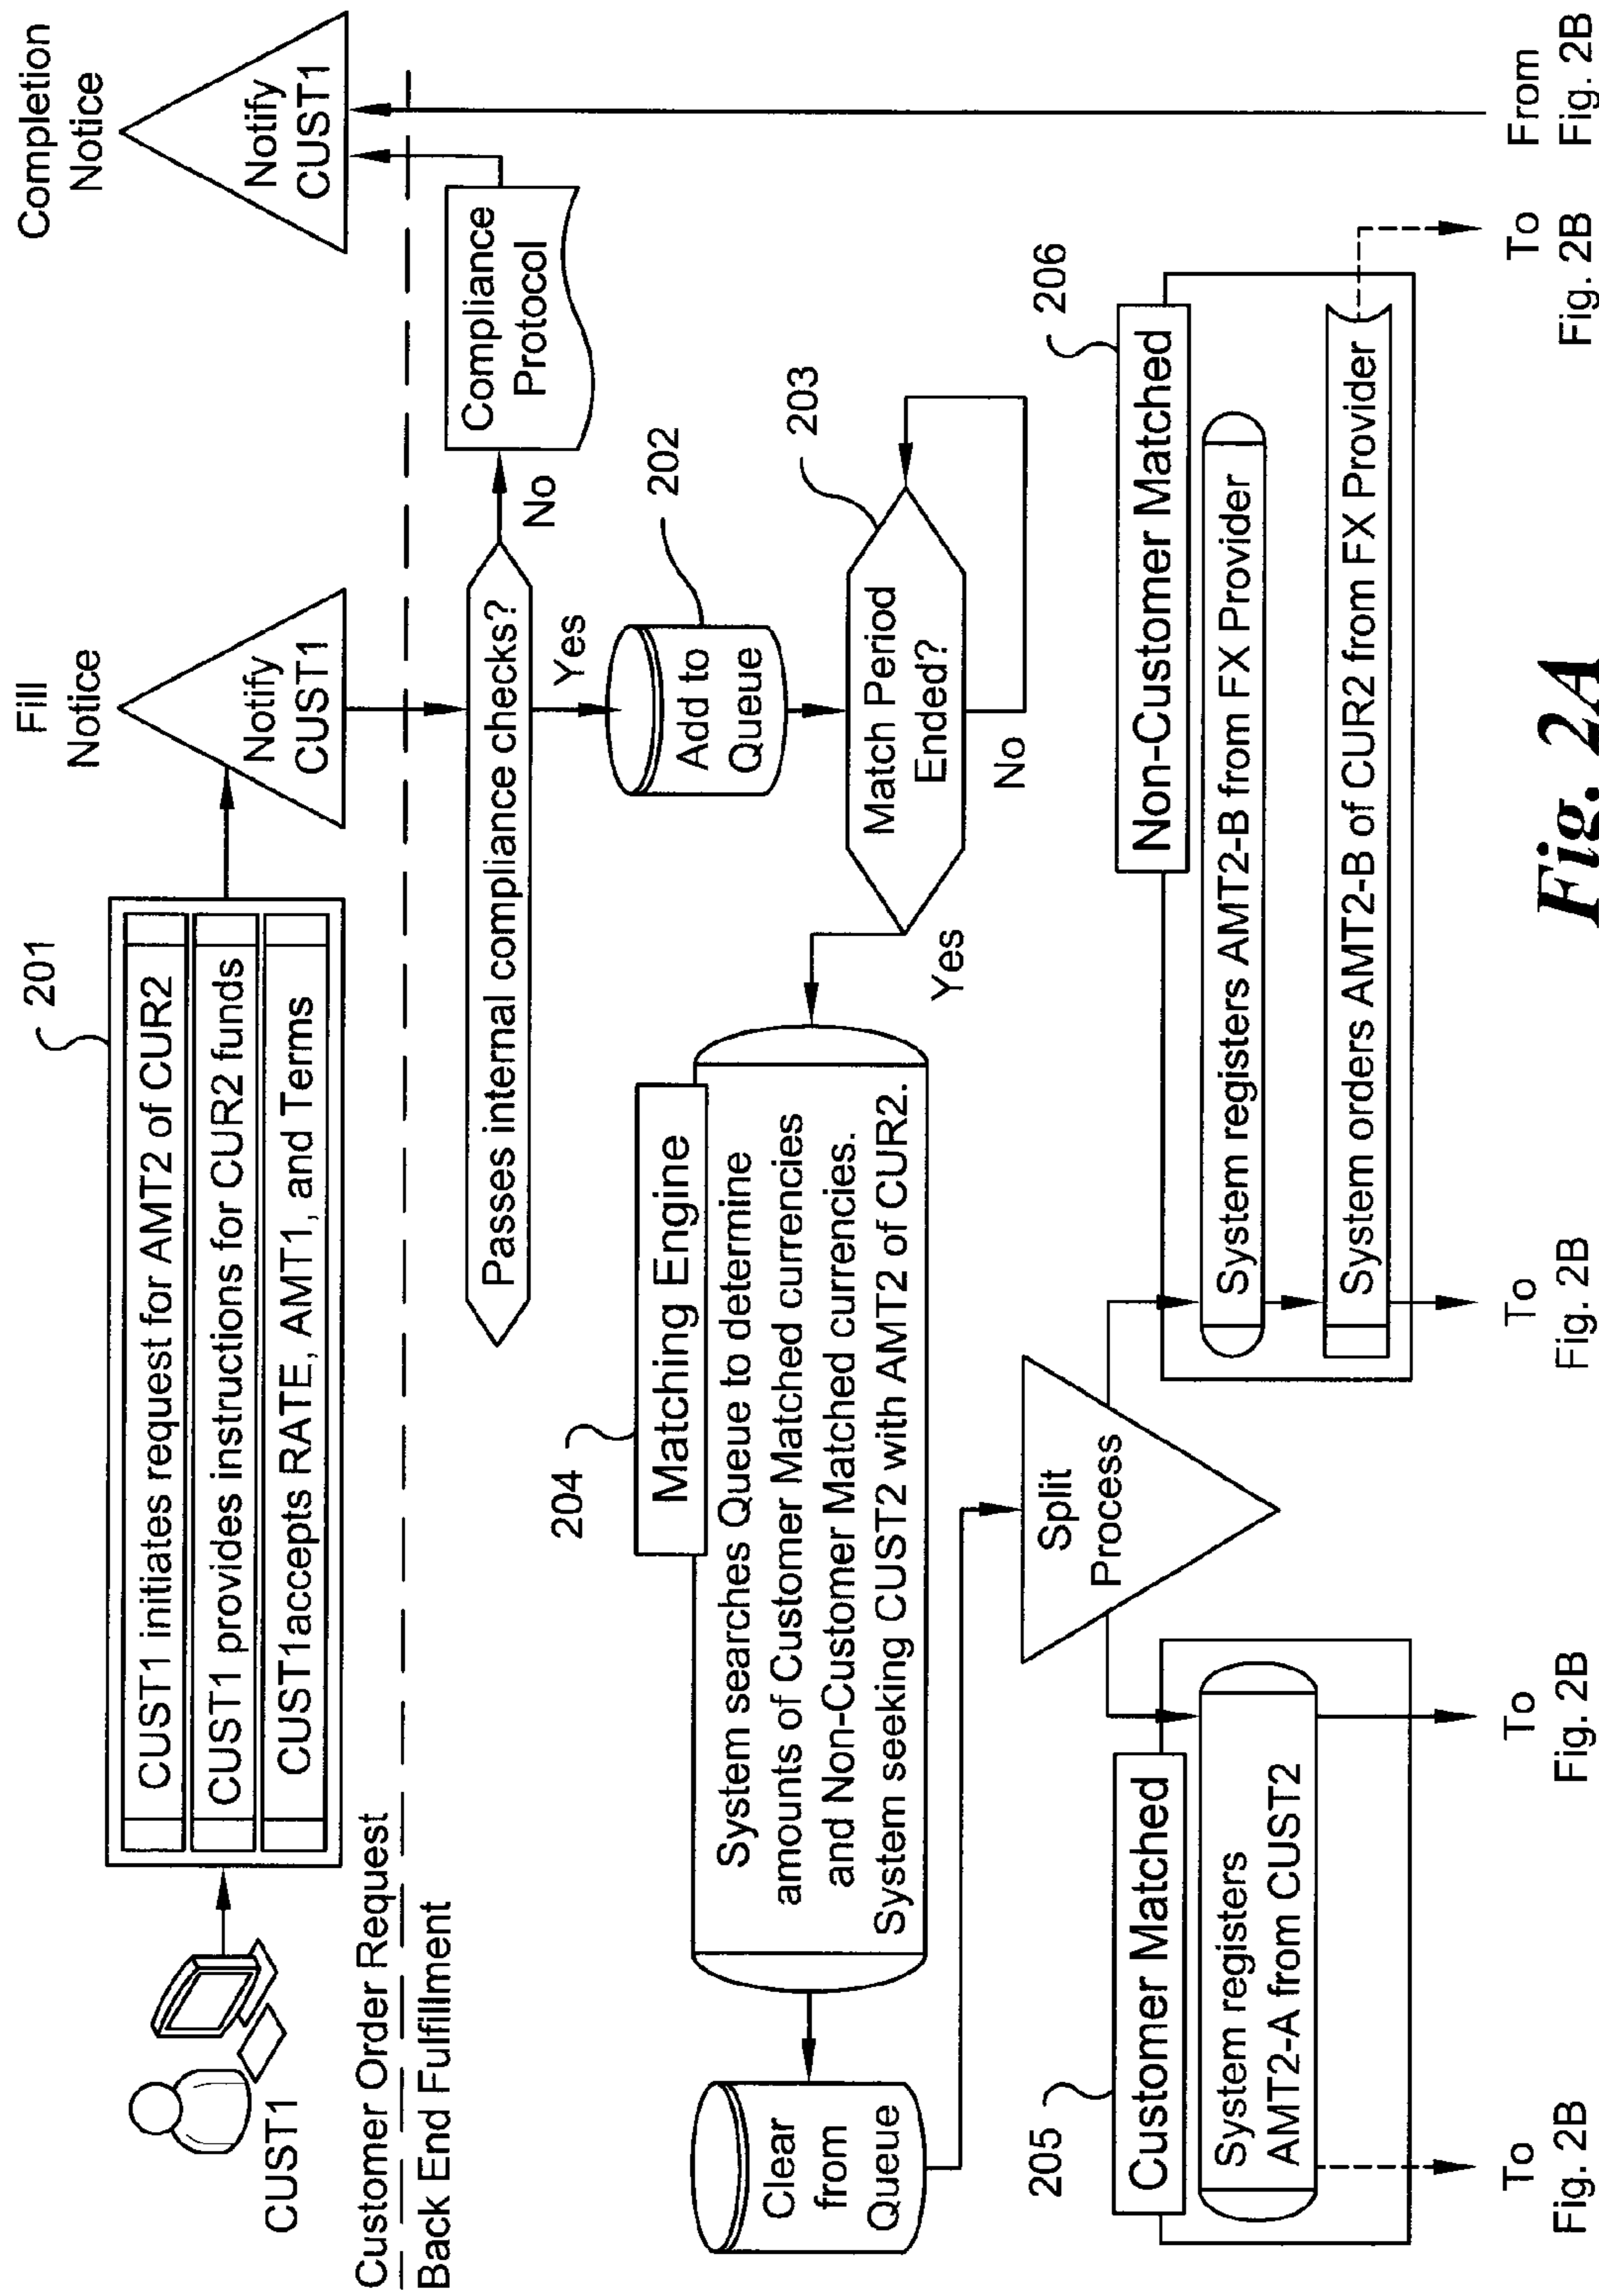 Fill
Notice
Completion
Notice
201
CUST1 initiates request for AMT2 of CUR2
CUST1 provides instructions for CUR2 funds
CUST1accepts RATE, AMT1, and Terms
Notify
CUST1
Notify
CUST1
CUST1
Customer Order Request
Back End Fulfillment
Passes internal compliance checks?
No
Compliance
Protocol
Yes
Add to
Queue
202
203
Match Period
Ended?
No
Yes
204
Matching Engine
System searches Queue to determine
amounts of Customer Matched currencies
and Non-Customer Matched currencies.
System seeking CUST2 with AMT2 of CUR2.
Clear
from
Queue
Split
Process
205
Customer Matched
System registers
AMT2-A from CUST2
206
Non-Customer Matched
System registers AMT2-B from FX Provider
System orders AMT2-B of CUR2 from FX Provider
To
Fig. 2B
To
Fig. 2B
To
Fig. 2B
To
Fig. 2B
From
Fig. 2B
Fig. 2A